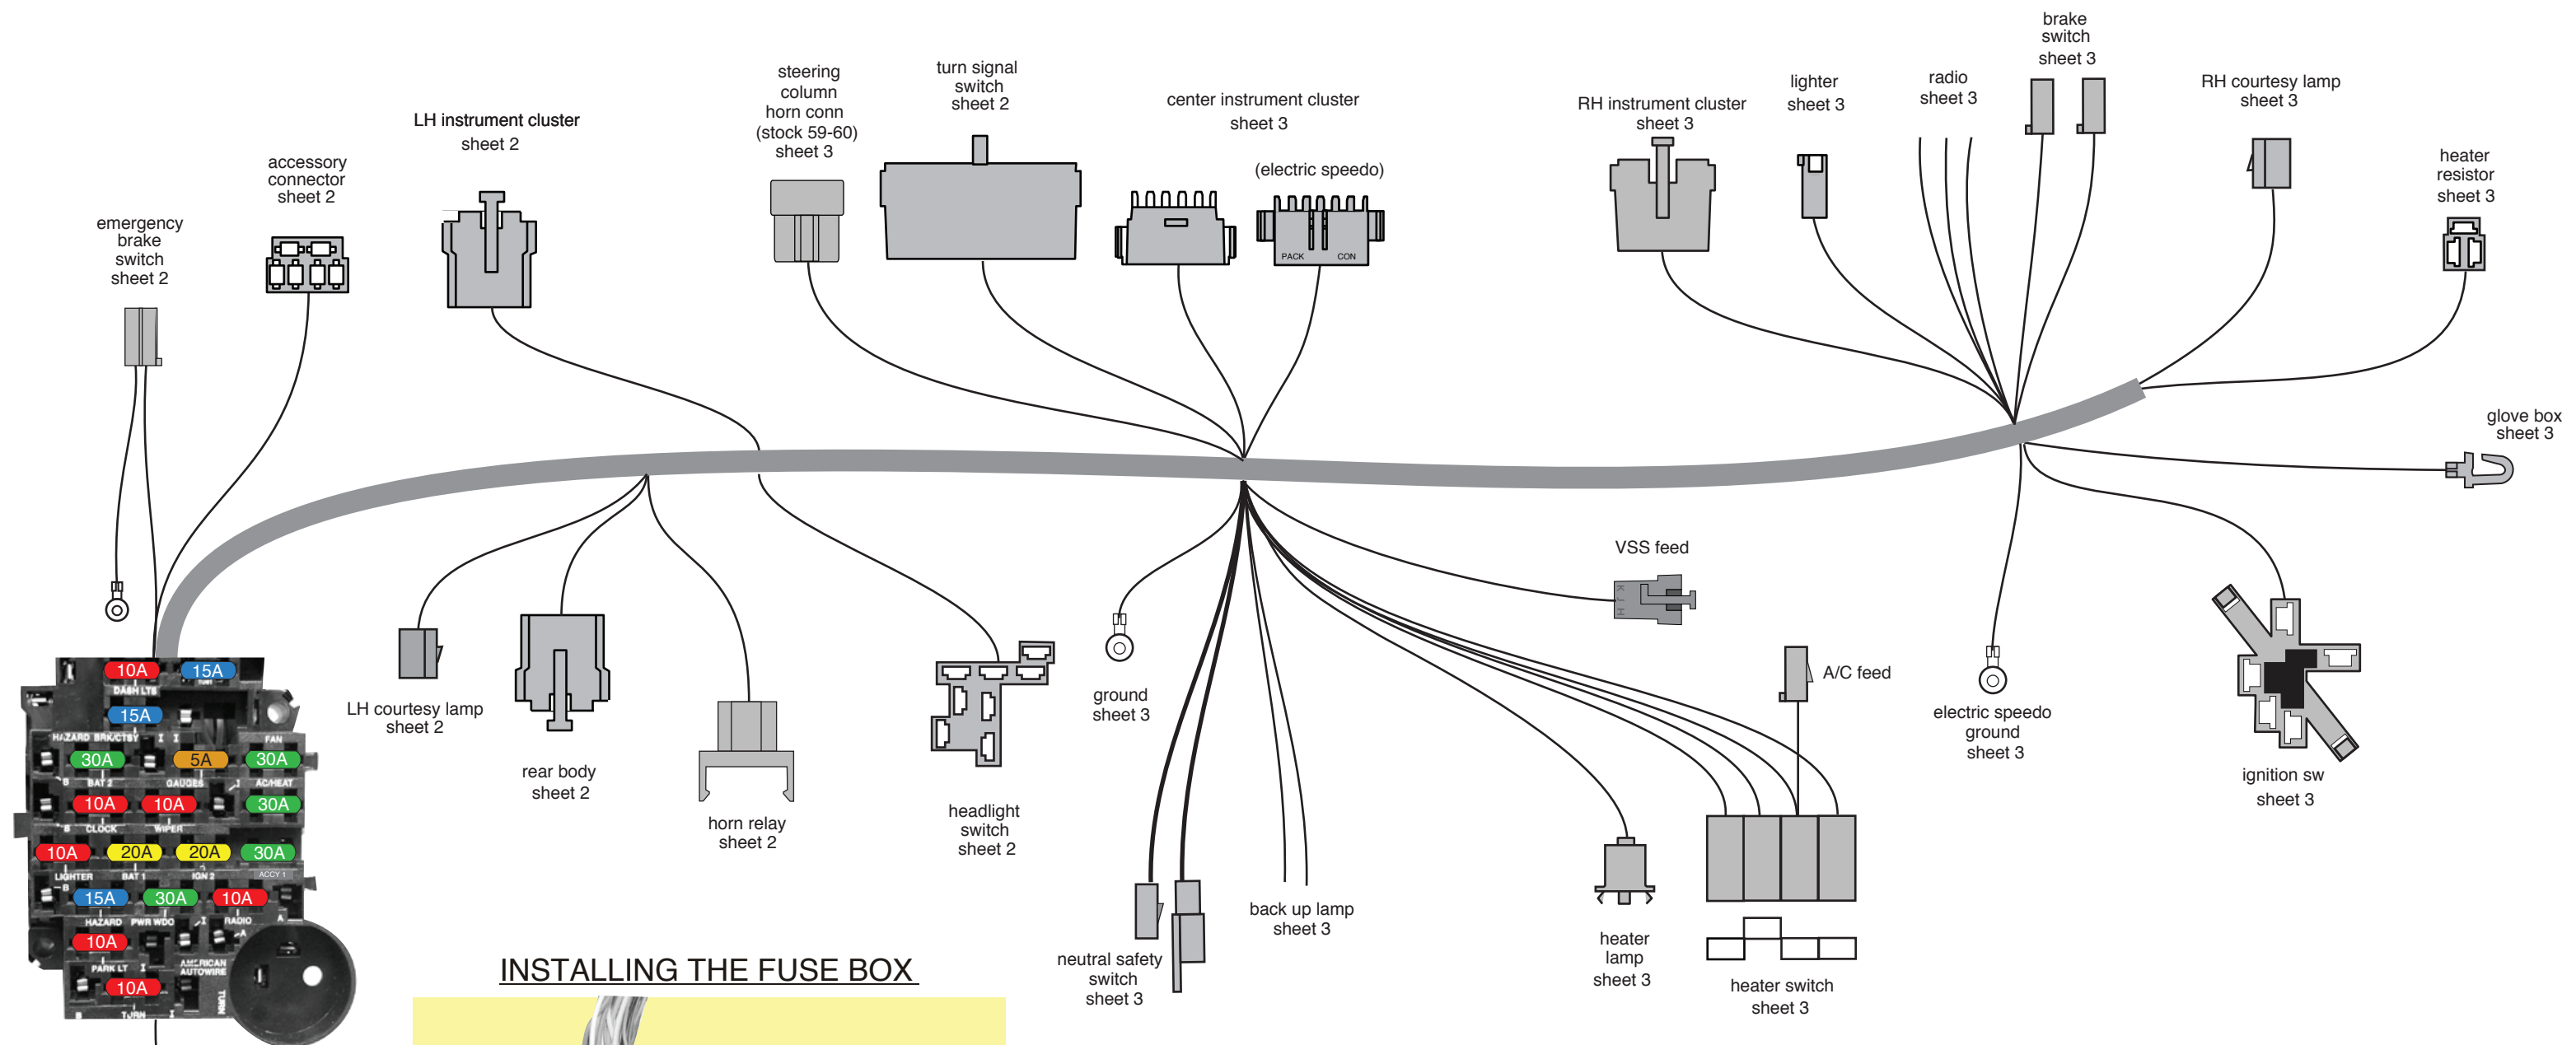 brake
switch
sheet 3
steering
column
horn conn
(stock 59-60)
sheet 3
turn signal
switch
sheet 2
center instrument cluster
sheet 3
(electric speedo)
PACK CON
RH instrument cluster
sheet 3
lighter
sheet 3
radio
sheet 3
RH courtesy lamp
sheet 3
heater
resistor
sheet 3
LH instrument cluster
sheet 2
accessory
connector
sheet 2
emergency
brake
switch
sheet 2
glove box
sheet 3
VSS feed
K J H
A/C feed
LH courtesy lamp
sheet 2
rear body
sheet 2
horn relay
sheet 2
headlight
switch
sheet 2
ground
sheet 3
neutral safety
switch
sheet 3
back up lamp
sheet 3
heater
lamp
sheet 3
heater switch
sheet 3
electric speedo
ground
sheet 3
ignition sw
sheet 3
10A 15A
DASH LTS
15A
HAZARD BRK/CTSY I I FAN
30A 5A 30A
B BAT 2 GAUGES I AC/HEAT
10A 10A 30A
B CLOCK WIPER
10A 20A 20A 30A
LIGHTER BAT 1 IGN 2 ACCY 1
B
15A 30A 10A
HAZARD PWR WDO I RADIO A
10A A
PARK LT I AMERICAN
AUTOWIRE
10A
B TURN I
TURN
INSTALLING THE FUSE BOX